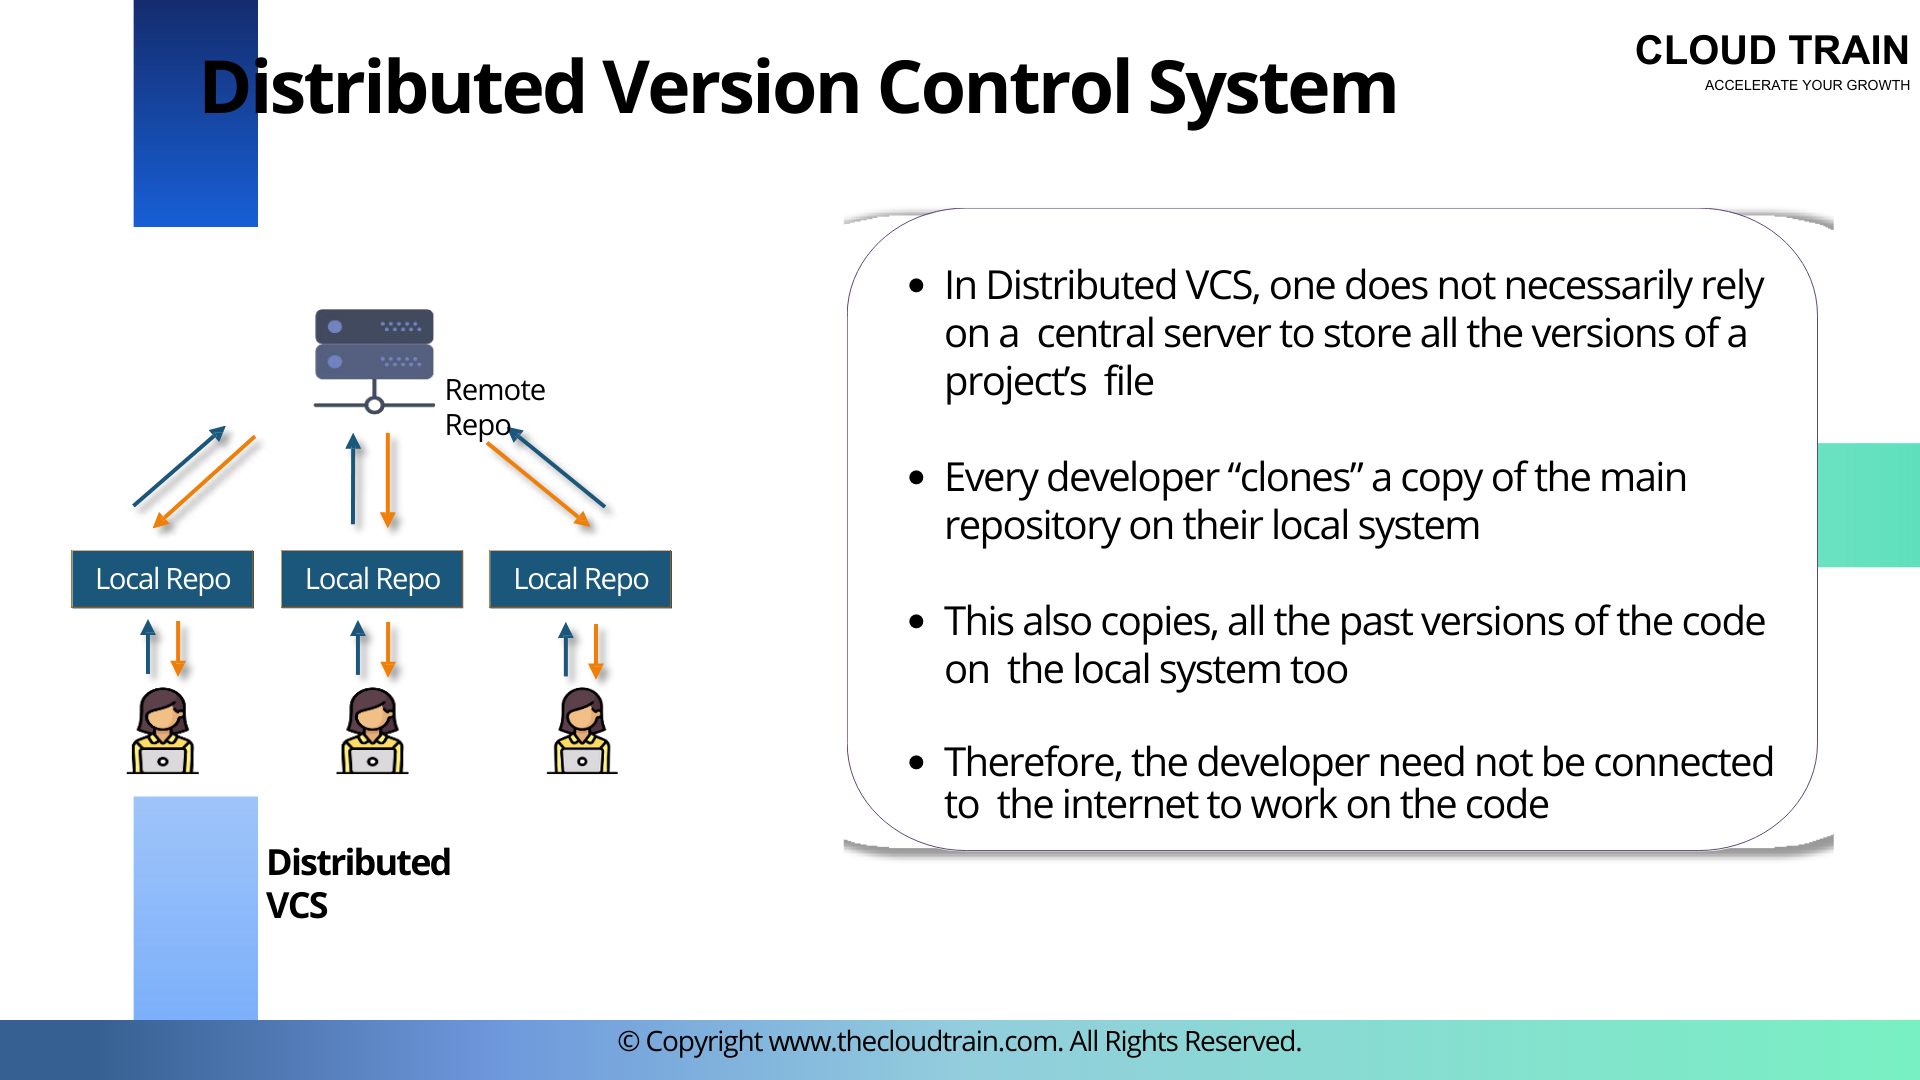 Distributed Version Control System
CLOUD TRAIN
ACCELERATE YOUR GROWTH
Remote
Repo
Local Repo
Local Repo
Local Repo
Distributed
VCS
• In Distributed VCS, one does not necessarily rely
on a  central server to store all the versions of a
project’s  file
• Every developer “clones” a copy of the main
repository on their local system
• This also copies, all the past versions of the code
on  the local system too
• Therefore, the developer need not be connected
to  the internet to work on the code
© Copyright www.thecloudtrain.com. All Rights Reserved.